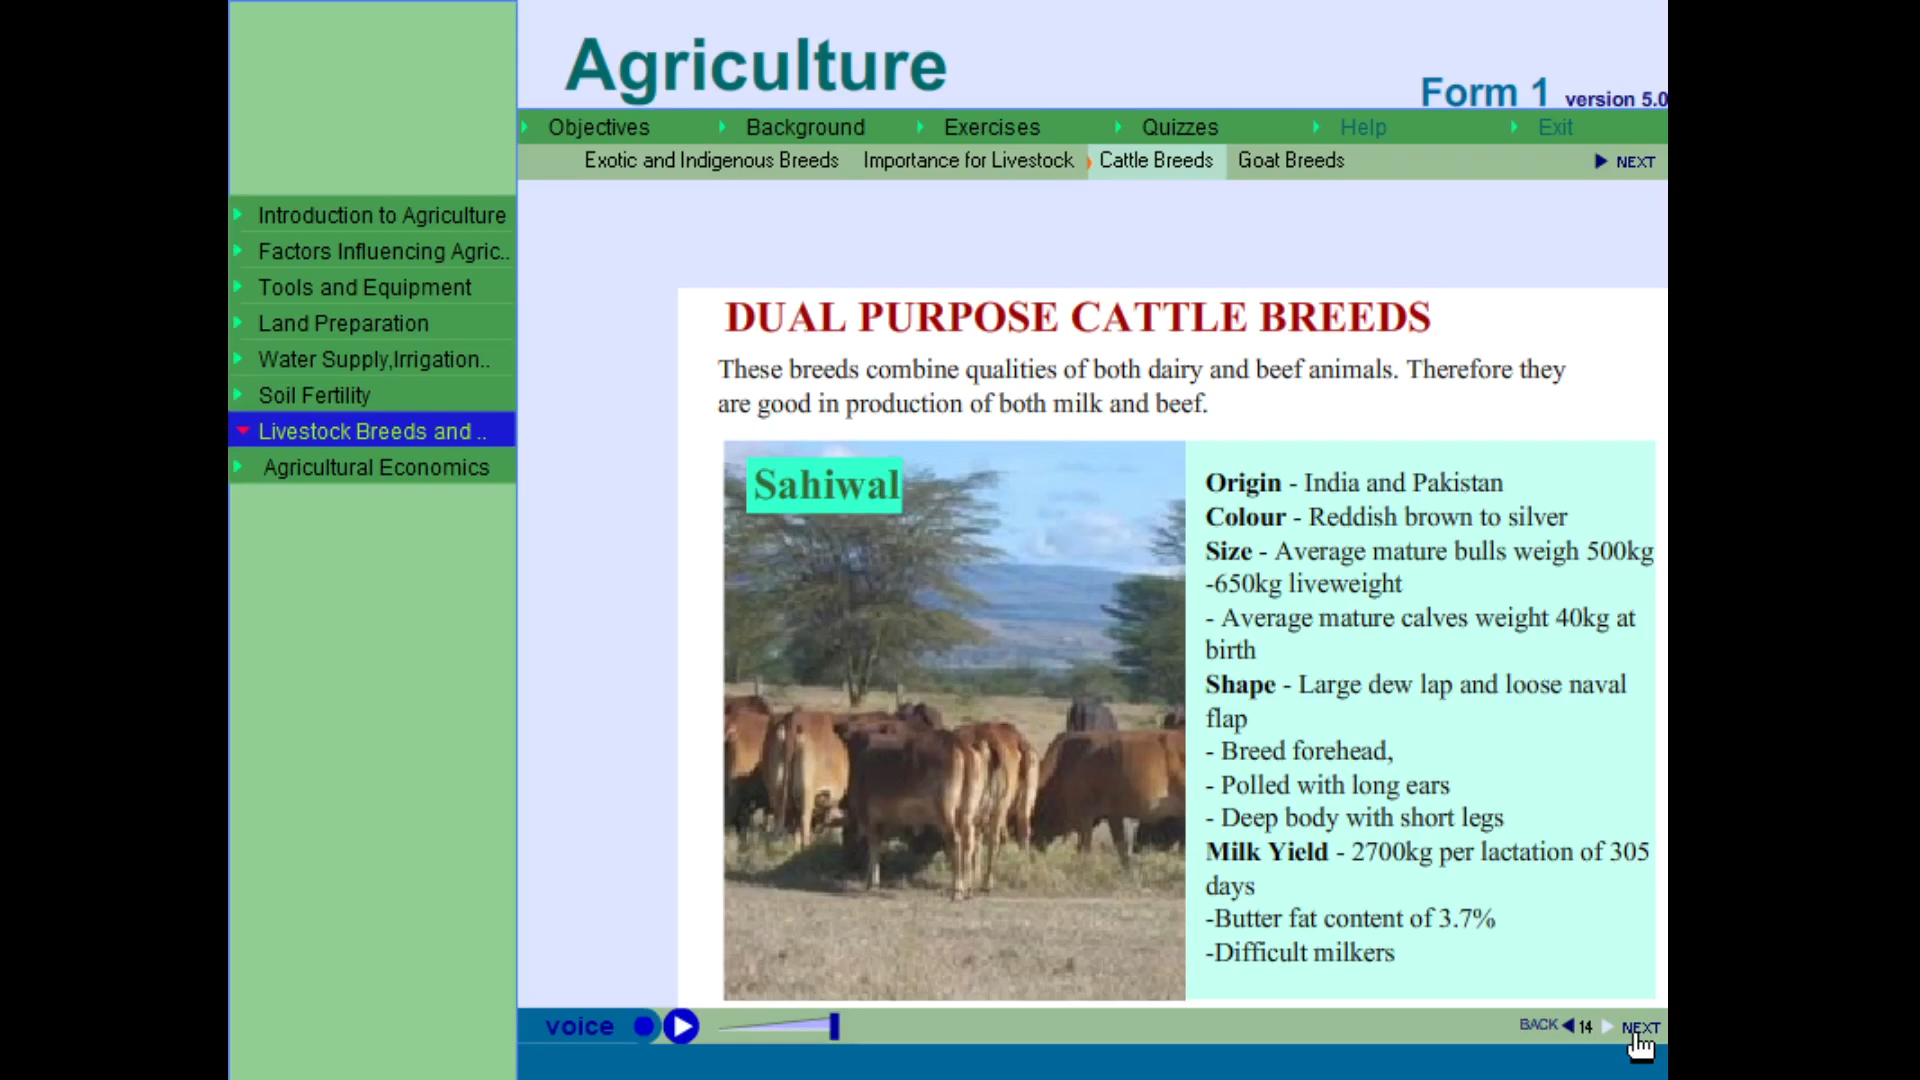 Agriculture
Form 1 version 5.0
Objectives Background Exercises Quizzes Help Exit
Exotic and Indigenous Breeds Importance for Livestock Cattle Breeds Goat Breeds NEXT
Introduction to Agriculture
Factors Influencing Agric..
Tools and Equipment
Land Preparation
Water Supply,Irrigation..
Soil Fertility
Livestock Breeds and ..
Agricultural Economics
DUAL PURPOSE CATTLE BREEDS
These breeds combine qualities of both dairy and beef animals. Therefore they
are good in production of both milk and beef.
Sahiwal
Origin - India and Pakistan
Colour - Reddish brown to silver
Size - Average mature bulls weigh 500kg
-650kg liveweight
- Average mature calves weight 40kg at
birth
Shape - Large dew lap and loose naval
flap
- Breed forehead,
- Polled with long ears
- Deep body with short legs
Milk Yield - 2700kg per lactation of 305
days
-Butter fat content of 3.7%
-Difficult milkers
voice
BACK 14 NEXT